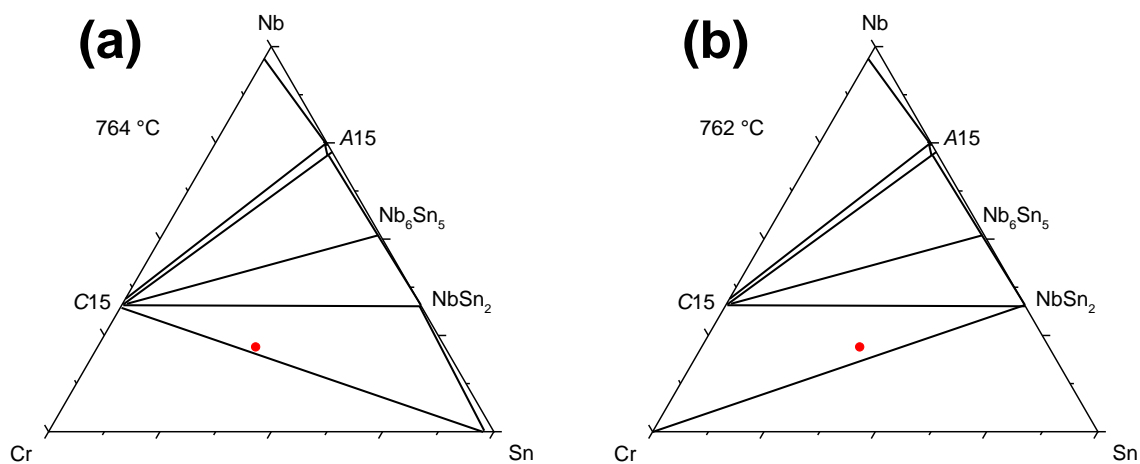 (a)
Nb
764 °C
A15
Nb6Sn5
C15
NbSn2
Cr
Sn
(b)
Nb
762 °C
A15
Nb6Sn5
C15
NbSn2
Cr
Sn